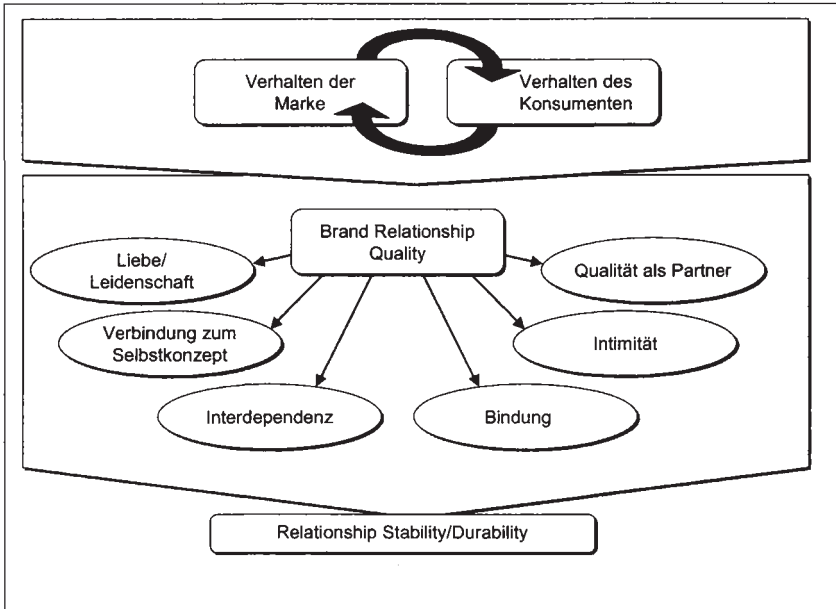 Verhalten der
Marke
Verhalten des
Konsumenten
Brand Relationship
Quality
Liebe/
Leidenschaft
Qualität als Partner
Verbindung zum
Selbstkonzept
Intimität
Interdependenz
Bindung
Relationship Stability/Durability